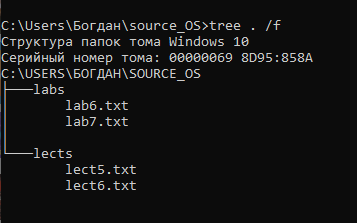 C:\Users\Богдан\source_OS>tree . /f
Структура папок тома Windows 10
Серийный номер тома: 00000069 8D95:858A
C:\USERS\БОГДАН\SOURCE_OS
├───labs
│       lab6.txt
│       lab7.txt
│
└───lects
        lect5.txt
        lect6.txt